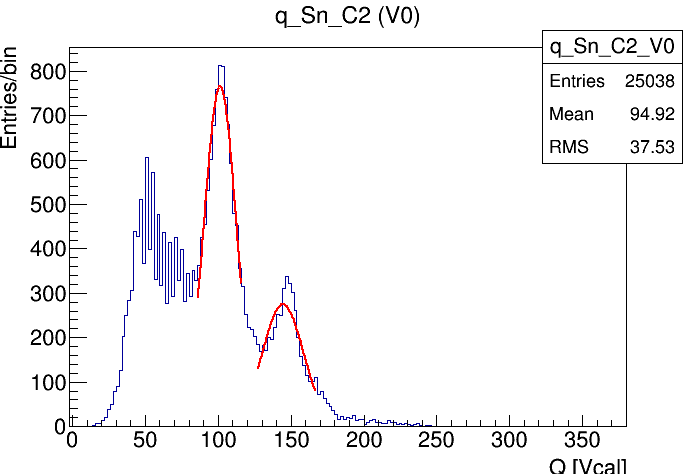 q_Sn_C2 (V0)
q_Sn_C2_V0
Entries 25038
Mean 94.92
RMS 37.53
Entries/bin
800
700
600
500
400
300
200
100
0
0 50 100 150 200 250 300 350
Q [Vcal]